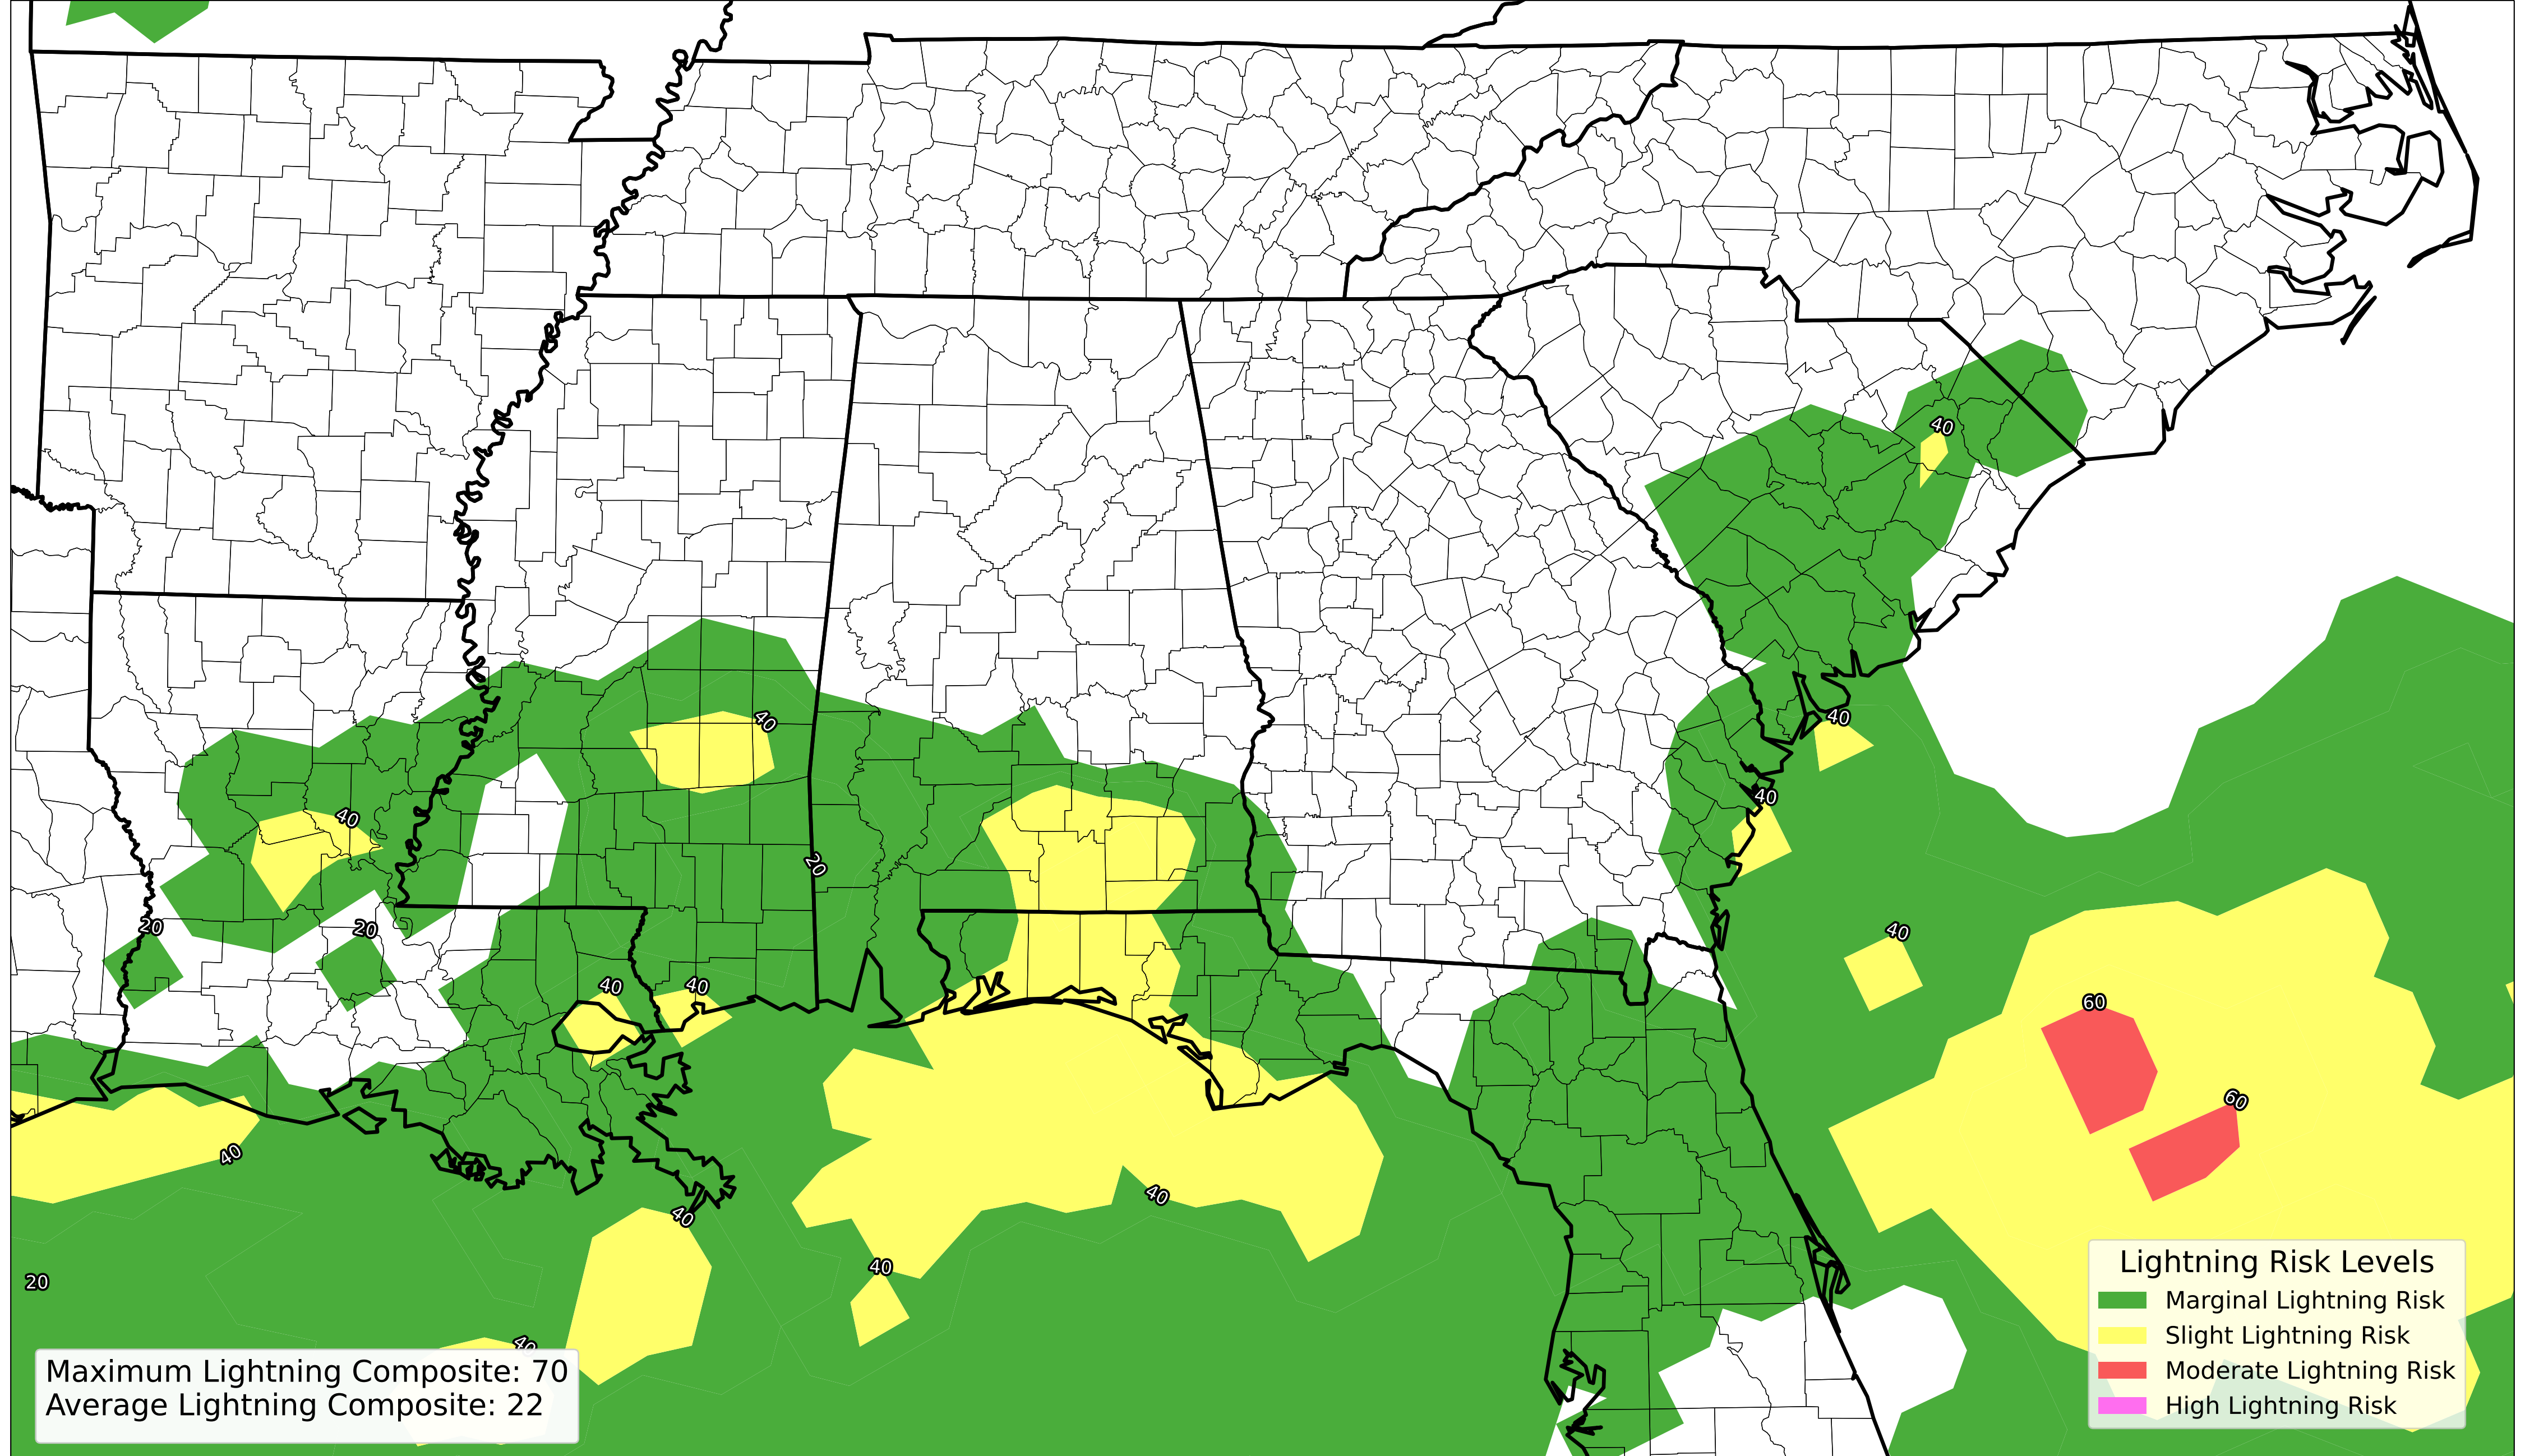 40
40
40
40
20
40
20
20
40
40
40
60
60
40
40
40
40
20
40
Maximum Lightning Composite: 70
Average Lightning Composite: 22
Lightning Risk Levels
Marginal Lightning Risk
Slight Lightning Risk
Moderate Lightning Risk
High Lightning Risk